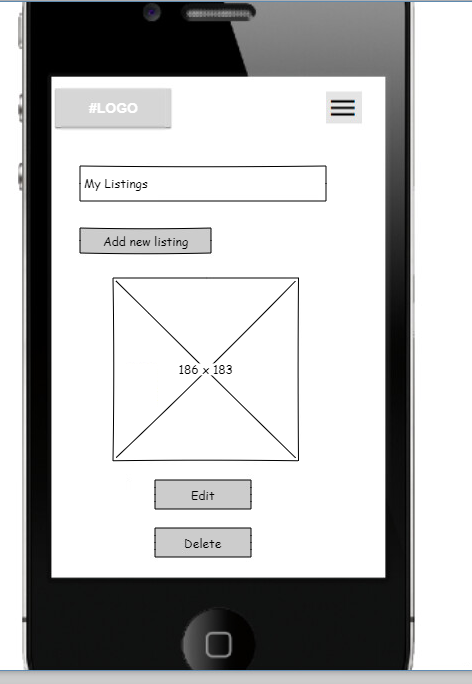 #LOGO
My Listings
Add new listing
186 x 183
Edit
Delete